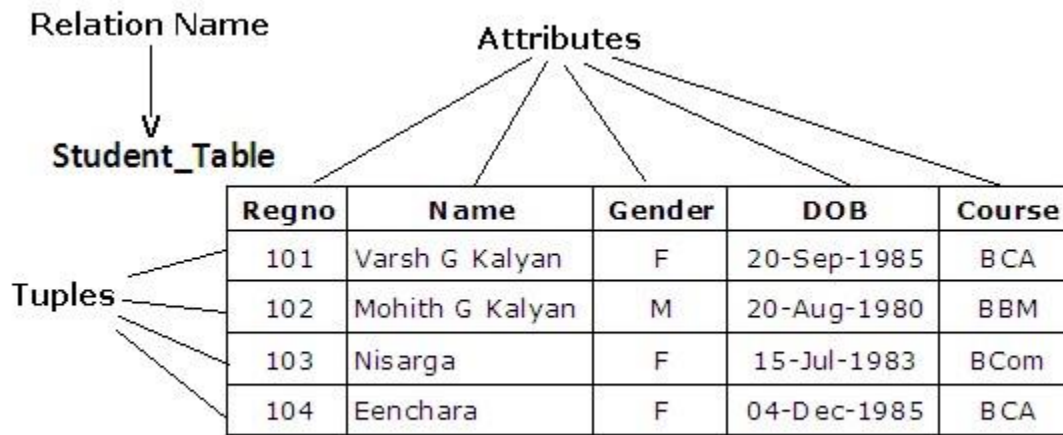 Relation Name
Attributes
Student_Table
Regno Name Gender DOB Course
101 Varsh G Kalyan F 20-Sep-1985 BCA
Tuples
102 Mohith G Kalyan M 20-Aug-1980 BBM
103 Nisarga F 15-Jul-1983 BCom
104 Eenchara F 04-Dec-1985 BCA